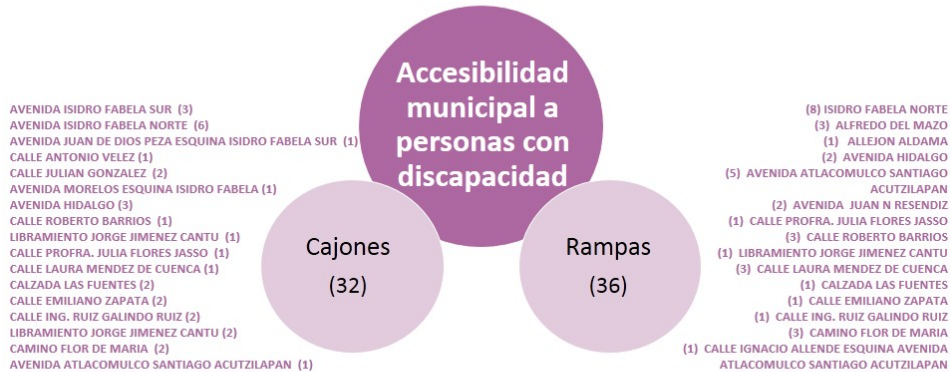 Accesibilidad
municipal a
personas con
discapacidad
AVENIDA ISIDRO FABELA SUR (3)
AVENIDA ISIDRO FABELA NORTE (6)
AVENIDA JUAN DE DIOS PEZA ESQUINA ISIDRO FABELA SUR (1)
CALLE ANTONIO VELEZ (1)
CALLE JULIAN GONZALEZ (2)
AVENIDA MORELOS ESQUINA ISIDRO FABELA (1)
AVENIDA HIDALGO (3)
CALLE ROBERTO BARRIOS (1)
LIBRAMIENTO JORGE JIMENEZ CANTU (1)
CALLE PROFRA. JULIA FLORES JASSO (1)
CALLE LAURA MENDEZ DE CUENCA (1)
CALZADA LAS FUENTES (2)
CALLE EMILIANO ZAPATA (2)
CALLE ING. RUIZ GALINDO RUIZ (2)
LIBRAMIENTO JORGE JIMENEZ CANTU (2)
CAMINO FLOR DE MARIA (2)
AVENIDA ATLACOMULCO SANTIAGO ACUTZILAPAN (1)
Cajones
(32)
Rampas
(36)
(8) ISIDRO FABELA NORTE
(3) ALFREDO DEL MAZO
(1) ALLEJON ALDAMA
(2) AVENIDA HIDALGO
(5) AVENIDA ATLACOMULCO SANTIAGO
ACUTZILAPAN
(2) AVENIDA JUAN N RESENDIZ
(1) CALLE PROFRA. JULIA FLORES JASSO
(3) CALLE ROBERTO BARRIOS
(1) LIBRAMIENTO JORGE JIMENEZ CANTU
(3) CALLE LAURA MENDEZ DE CUENCA
(1) CALZADA LAS FUENTES
(1) CALLE EMILIANO ZAPATA
(1) CALLE ING. RUIZ GALINDO RUIZ
(3) CAMINO FLOR DE MARIA
(1) CALLE IGNACIO ALLENDE ESQUINA AVENIDA
ATLACOMULCO SANTIAGO ACUTZILAPAN